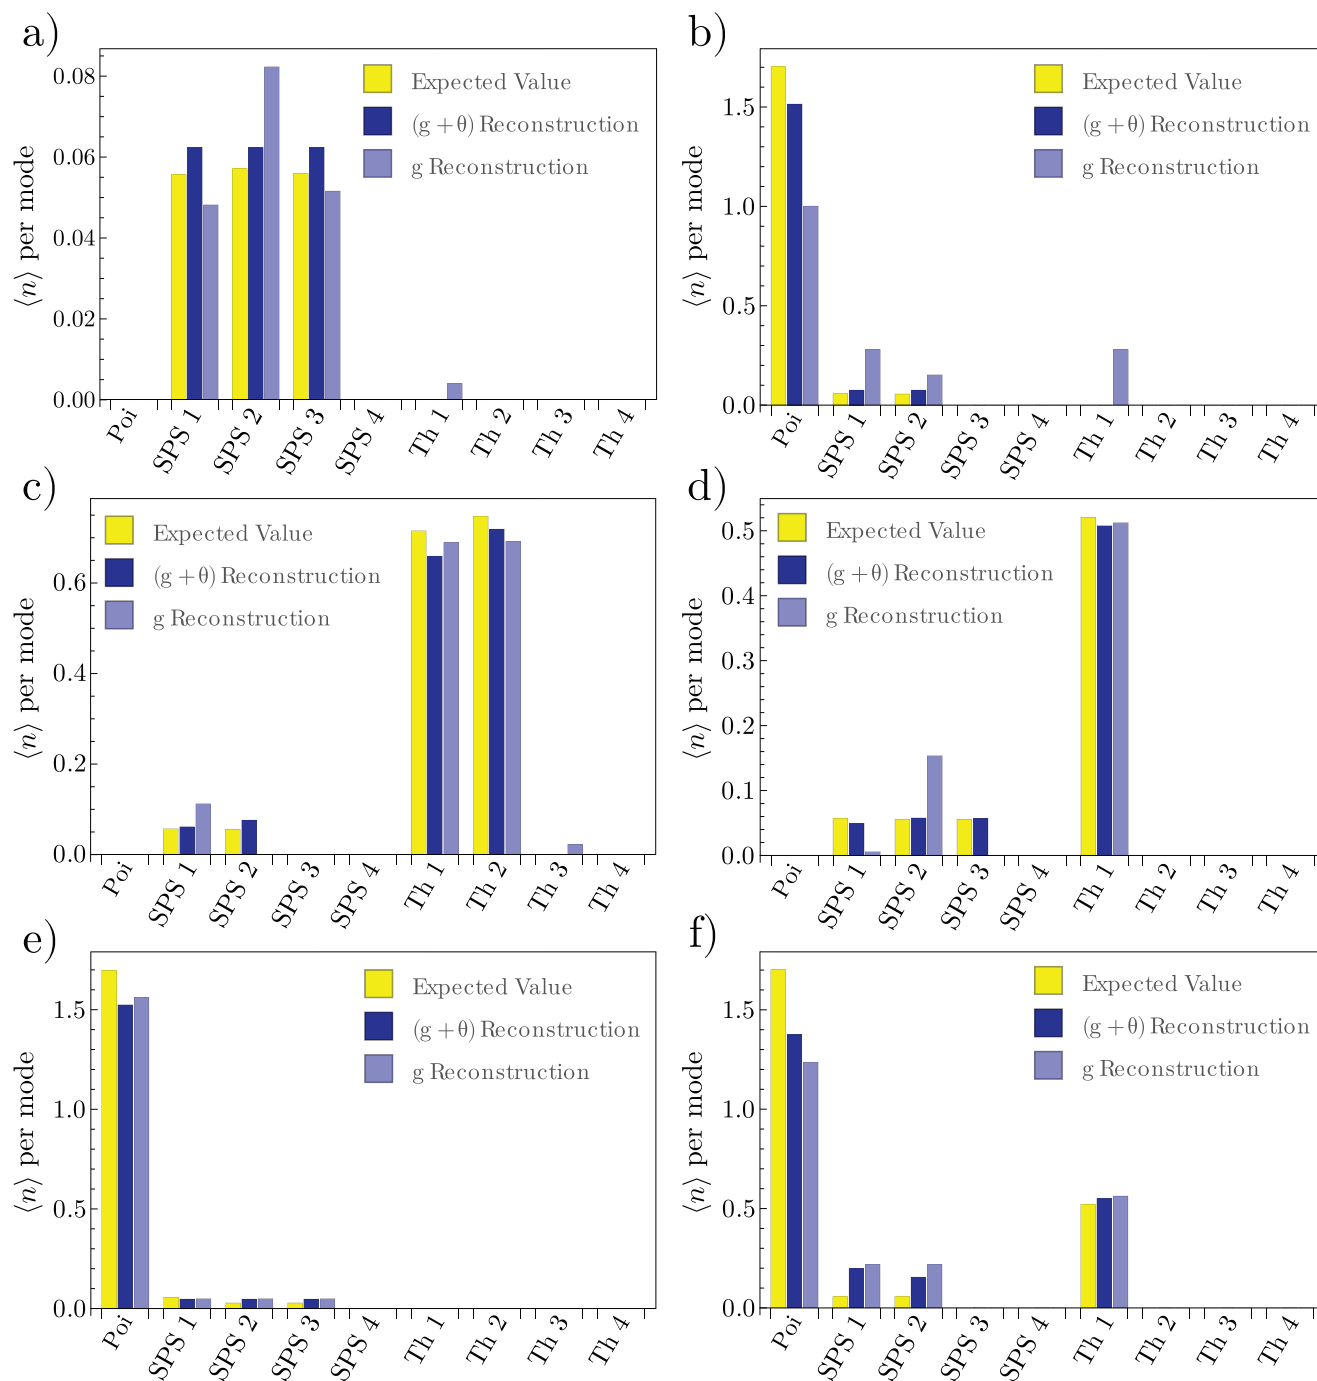 a)
⟨n⟩ per mode
0.08
0.06
0.04
0.02
0.00
Expected Value
(g + θ) Reconstruction
g Reconstruction
Poi
SPS 1
SPS 2
SPS 3
SPS 4
Th 1
Th 2
Th 3
Th 4
b)
⟨n⟩ per mode
1.5
1.0
0.5
0.0
Expected Value
(g + θ) Reconstruction
g Reconstruction
Poi
SPS 1
SPS 2
SPS 3
SPS 4
Th 1
Th 2
Th 3
Th 4
c)
⟨n⟩ per mode
0.6
0.4
0.2
0.0
Expected Value
(g + θ) Reconstruction
g Reconstruction
Poi
SPS 1
SPS 2
SPS 3
SPS 4
Th 1
Th 2
Th 3
Th 4
d)
⟨n⟩ per mode
0.5
0.4
0.3
0.2
0.1
0.0
Expected Value
(g + θ) Reconstruction
g Reconstruction
Poi
SPS 1
SPS 2
SPS 3
SPS 4
Th 1
Th 2
Th 3
Th 4
e)
⟨n⟩ per mode
1.5
1.0
0.5
0.0
Expected Value
(g + θ) Reconstruction
g Reconstruction
Poi
SPS 1
SPS 2
SPS 3
SPS 4
Th 1
Th 2
Th 3
Th 4
f)
⟨n⟩ per mode
1.5
1.0
0.5
0.0
Expected Value
(g + θ) Reconstruction
g Reconstruction
Poi
SPS 1
SPS 2
SPS 3
SPS 4
Th 1
Th 2
Th 3
Th 4